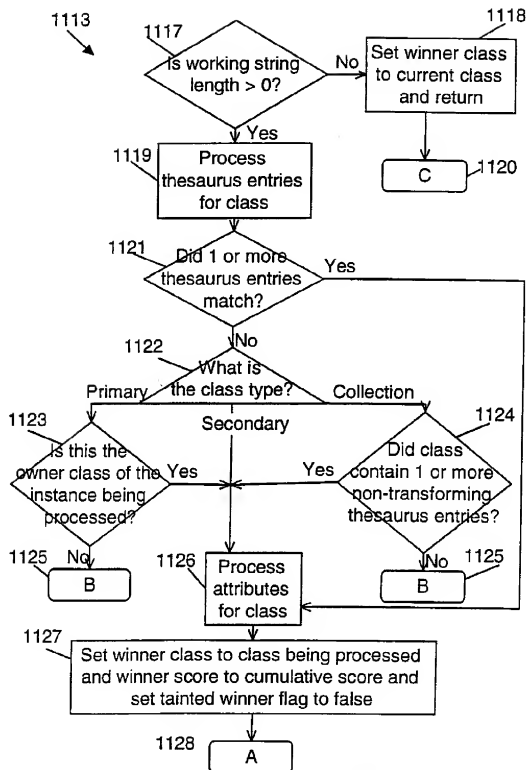 1113
1117
Is working string
length > 0?
No
1118
Set winner class
to current class
and return
Yes
C
1120
1119
Process
thesaurus entries
for class
1121
Did 1 or more
thesaurus entries
match?
Yes
No
1122
What is
the class type?
Primary
Collection
Secondary
1123
Is this the
owner class of the
instance being
processed?
Yes
1124
Did class
contain 1 or more
non-transforming
thesaurus entries?
Yes
No
1125
B
No
1125
B
1126
Process
attributes
for class
1127
Set winner class to class being processed
and winner score to cumulative score and
set tainted winner flag to false
1128
A